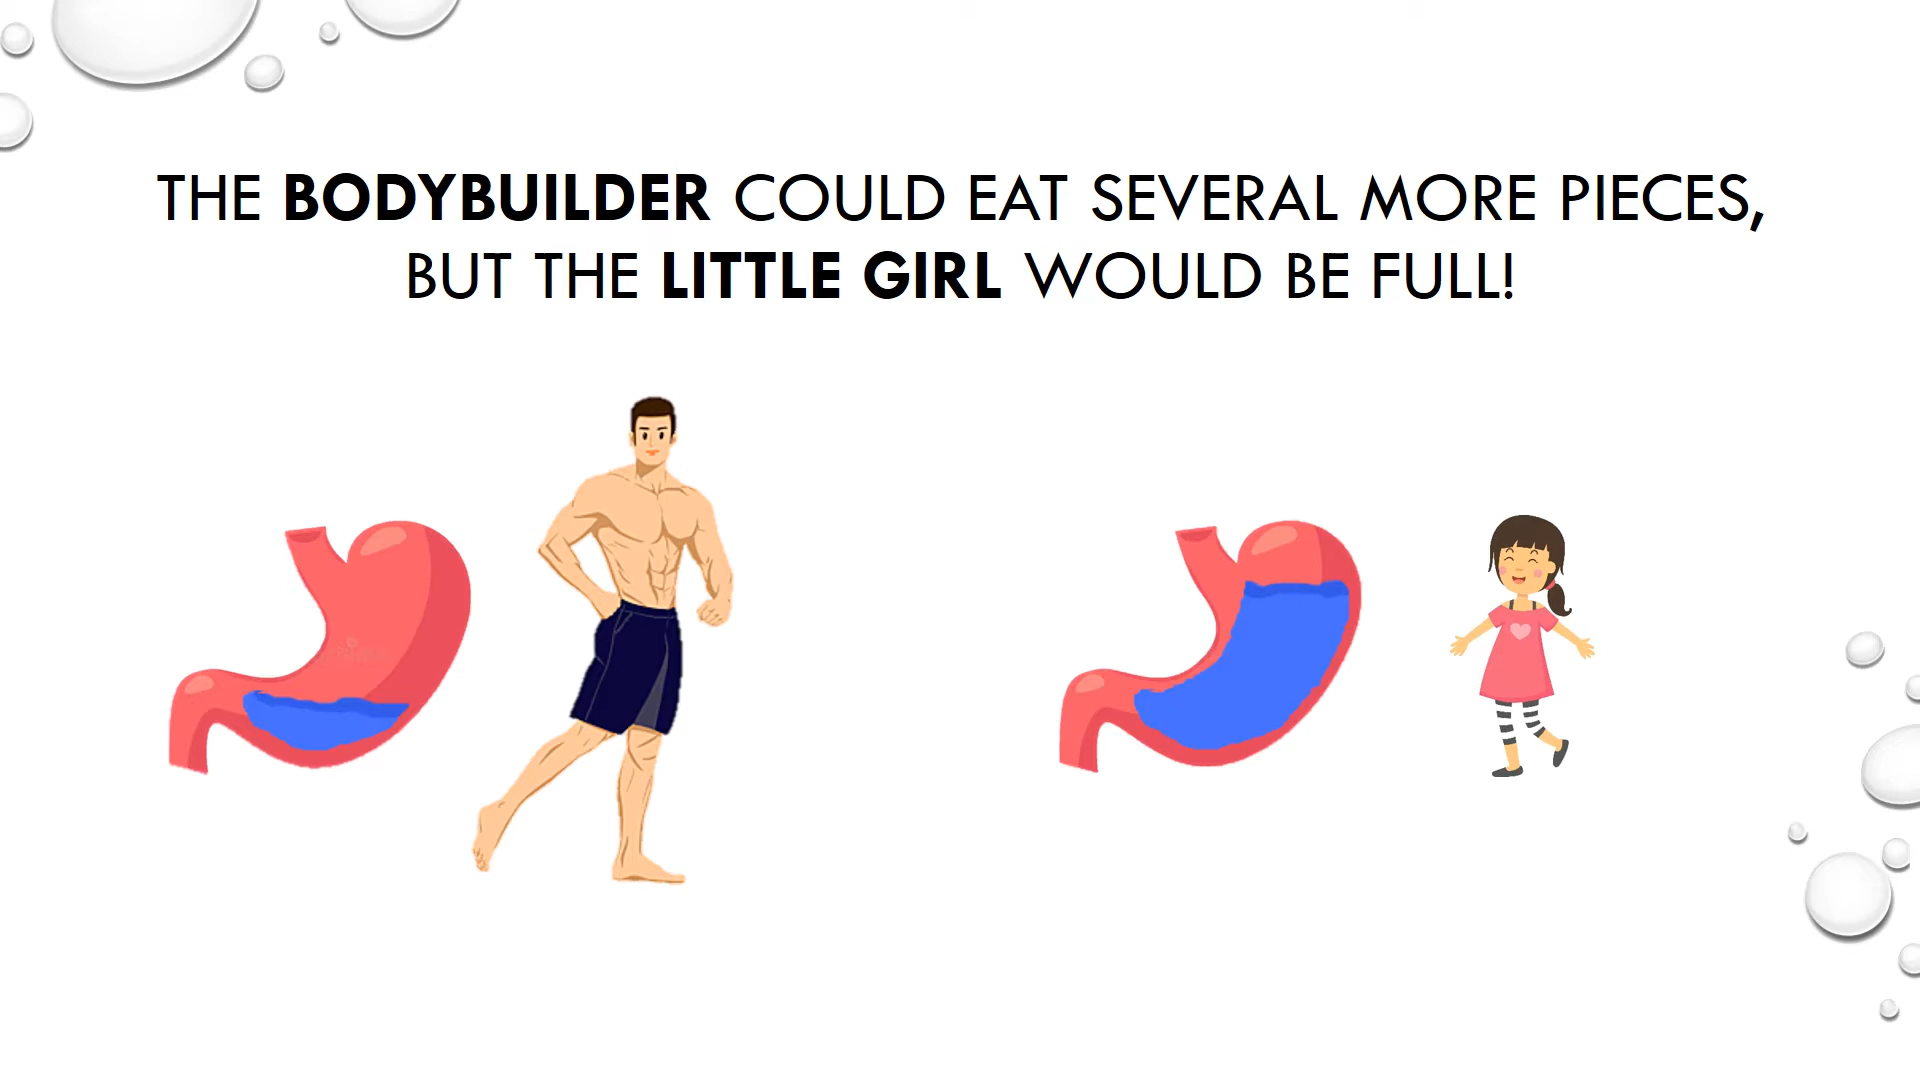 THE BODYBUILDER COULD EAT SEVERAL MORE PIECES,
BUT THE LITTLE GIRL WOULD BE FULL!